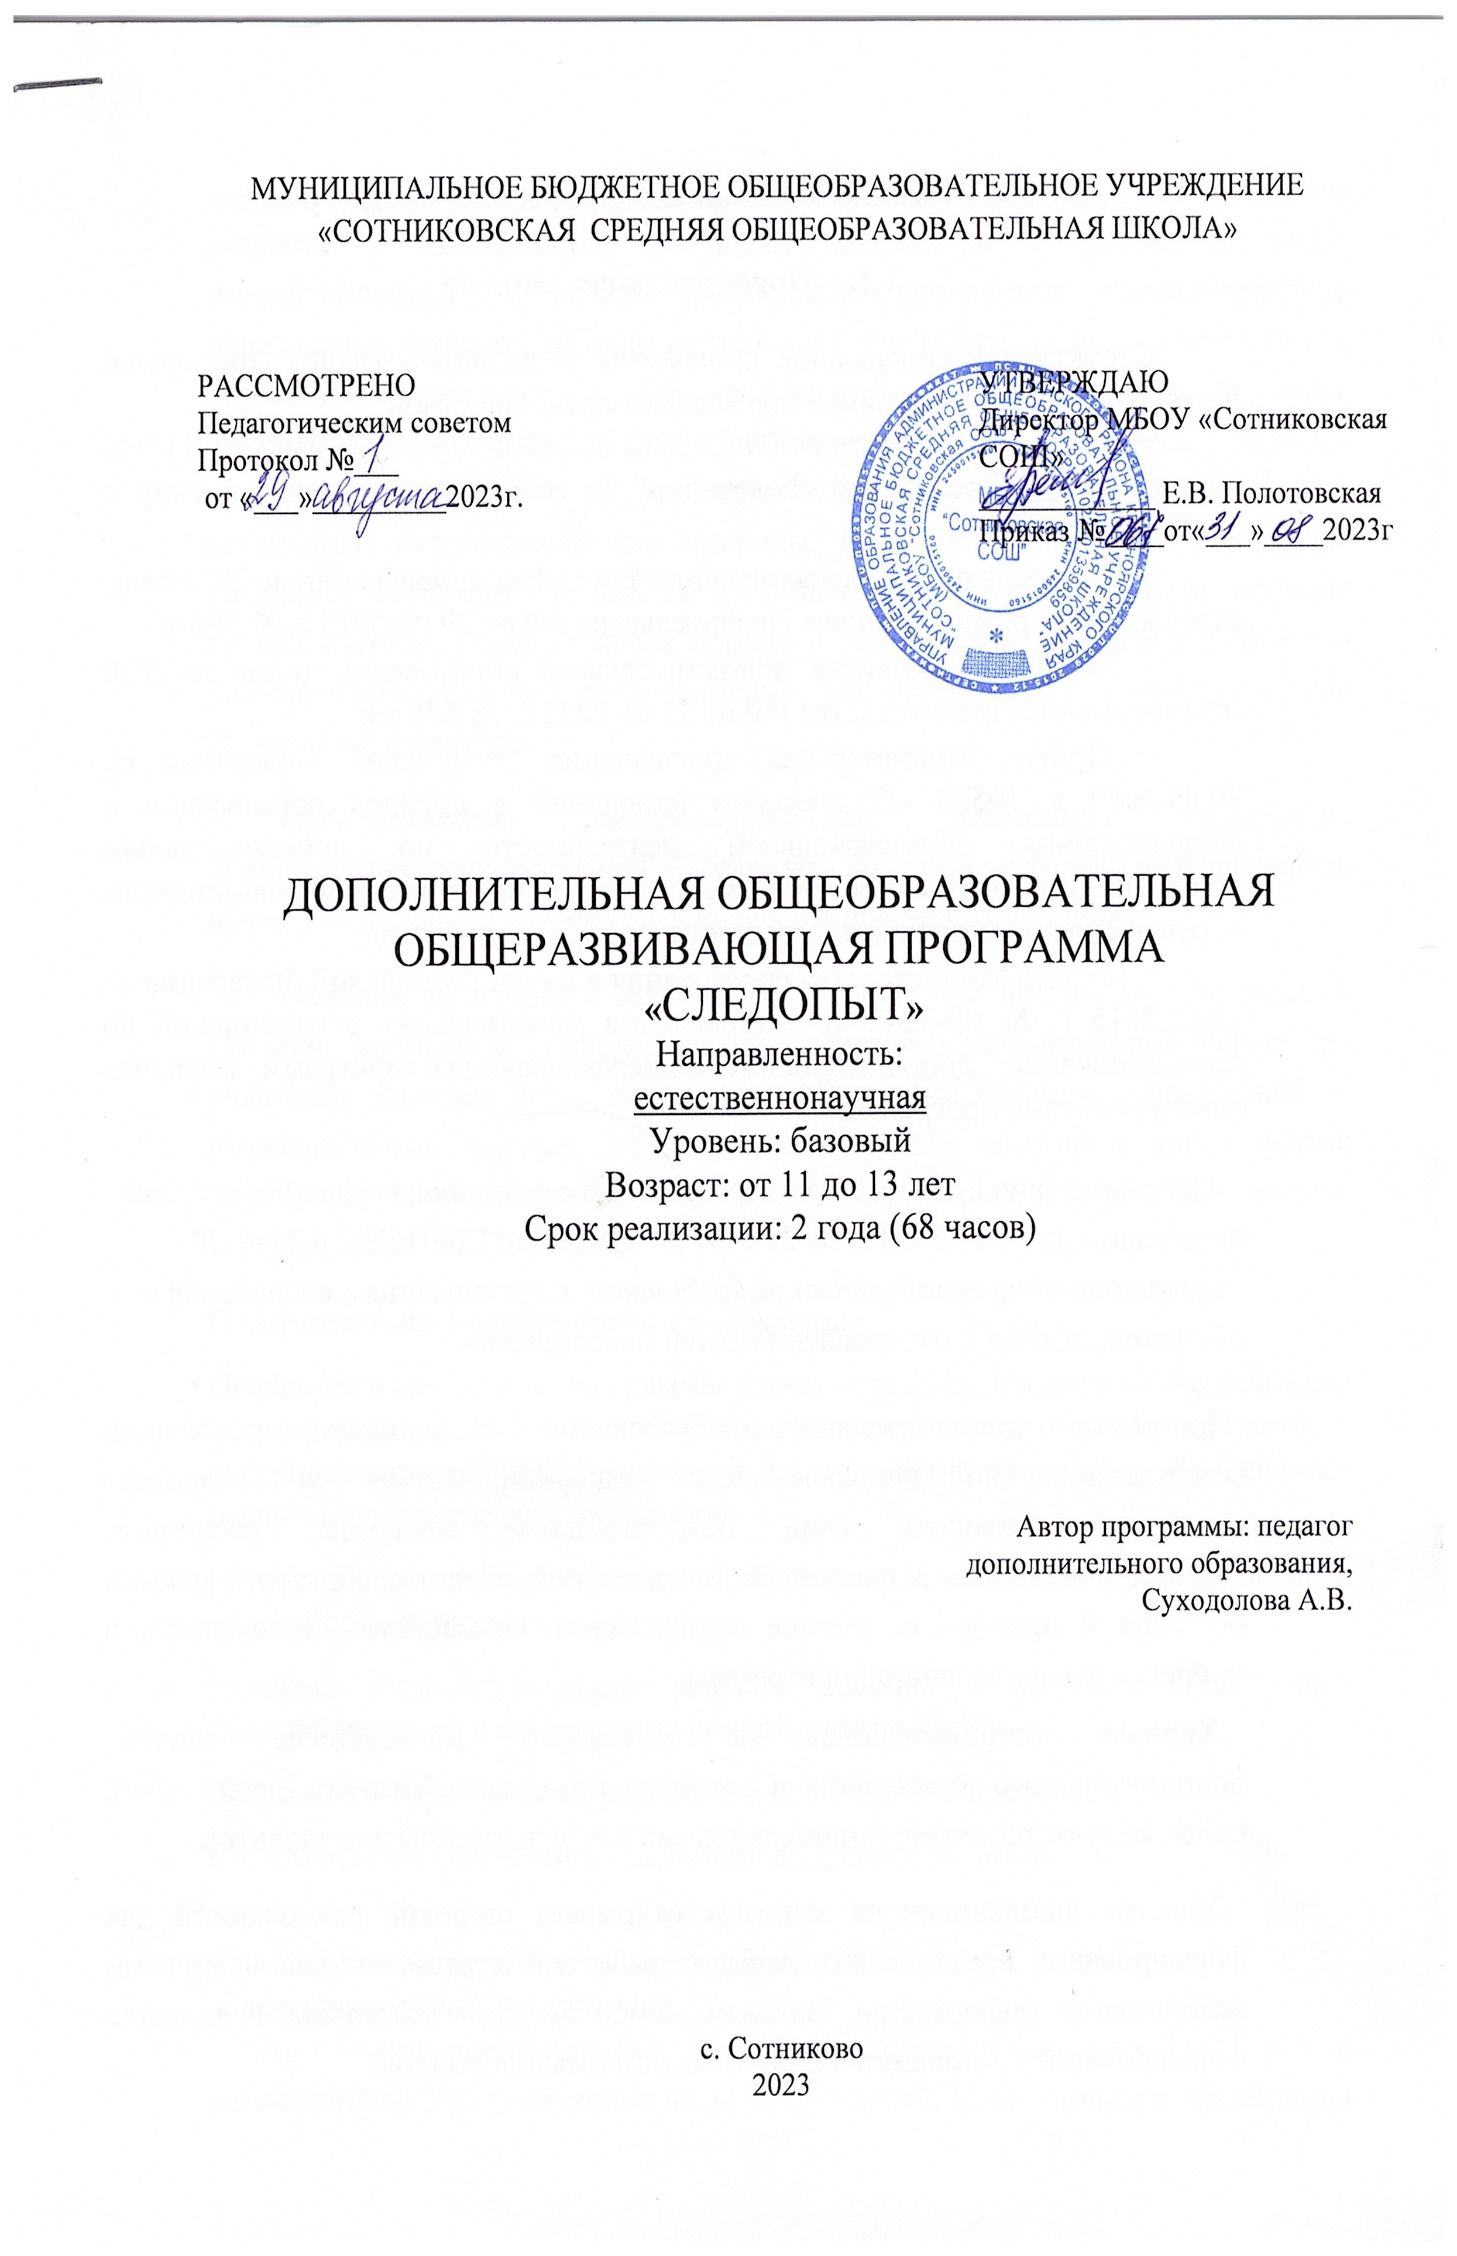 МУНИЦИПАЛЬНОЕ БЮДЖЕТНОЕ ОБЩЕОБРАЗОВАТЕЛЬНОЕ УЧРЕЖДЕНИЕ
«СОТНИКОВСКАЯ СРЕДНЯЯ ОБЩЕОБРАЗОВАТЕЛЬНАЯ ШКОЛА»
РАССМОТРЕНО
Педагогическим советом
Протокол № 1
от «29» августа 2023г.
УТВЕРЖДАЮ
Директор МБОУ «Сотниковская
СОШ»
Е.В. Полотовская
Приказ № от«31» 08 2023г
"Сотниковская
СОШ"
ДОПОЛНИТЕЛЬНАЯ ОБЩЕОБРАЗОВАТЕЛЬНАЯ
ОБЩЕРАЗВИВАЮЩАЯ ПРОГРАММА
«СЛЕДОПЫТ»
Направленность:
естественнонаучная
Уровень: базовый
Возраст: от 11 до 13 лет
Срок реализации: 2 года (68 часов)
Автор программы: педагог
дополнительного образования,
Суходолова А.В.
с. Сотниково
2023